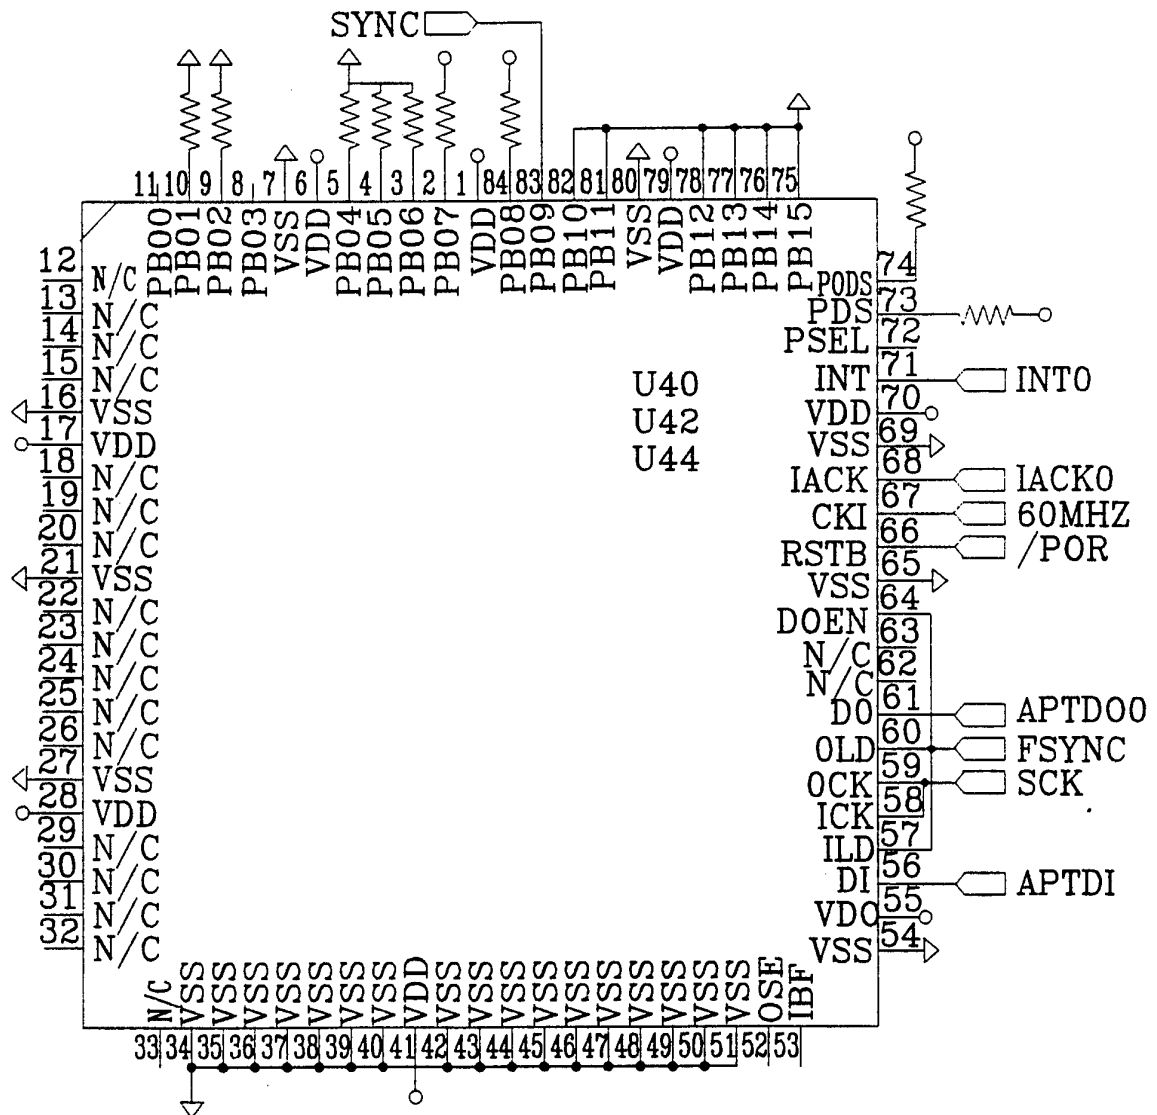 SYNC
11 10 9 8 7 6 5 4 3 2 1 84 83 82 81 80 79 78 77 76 75
PB00 PB01 PB02 PB03 VSS VDD PB04 PB05 PB06 PB07 VDD PB08 PB09 PB10 PB11 VSS VDD PB12 PB13 PB14 PB15
12 N/C
13 N/C
14 N/C
15 N/C
16 VSS
17 VDD
18 N/C
19 N/C
20 N/C
21 VSS
22 N/C
23 N/C
24 N/C
25 N/C
26 N/C
27 VSS
28 VDD
29 N/C
30 N/C
31 N/C
32 N/C
U40
U42
U44
PODS 74
PDS 73
PSEL 72
INT 71 INT0
VDD 70
VSS 69
IACK 68 IACK0
CKI 67 60MHZ
RSTB 66 /POR
VSS 65
DOEN 64
N/C 63
N/C 62
DO 61 APTDO0
OLD 60 FSYNC
OCK 59 SCK
ICK 58
ILD 57
DI 56 APTDI
VDO 55
VSS 54
N/C VSS VSS VSS VSS VSS VSS VSS VDD VSS VSS VSS VSS VSS VSS VSS VSS VSS VSS OSE IBF
33 34 35 36 37 38 39 40 41 42 43 44 45 46 47 48 49 50 51 52 53